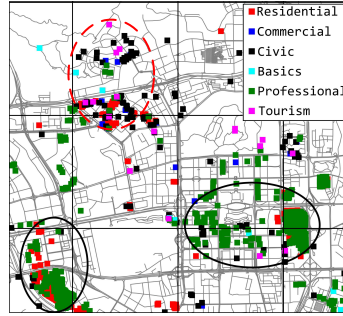 Residential
Commercial
Civic
Basics
Professional
Tourism